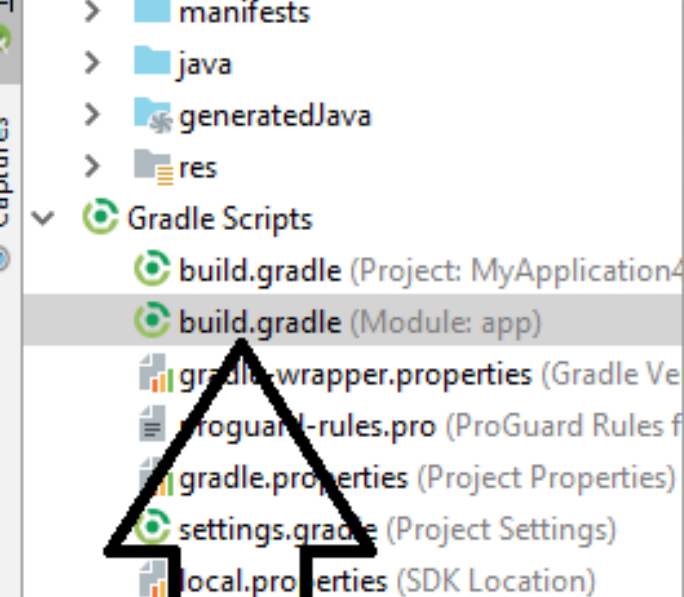 manifests
java
generatedJava
res
Gradle Scripts
build.gradle (Project: MyApplication4
build.gradle (Module: app)
gradle-wrapper.properties (Gradle Ve
proguard-rules.pro (ProGuard Rules f
gradle.properties (Project Properties)
settings.gradle (Project Settings)
local.properties (SDK Location)
Captures